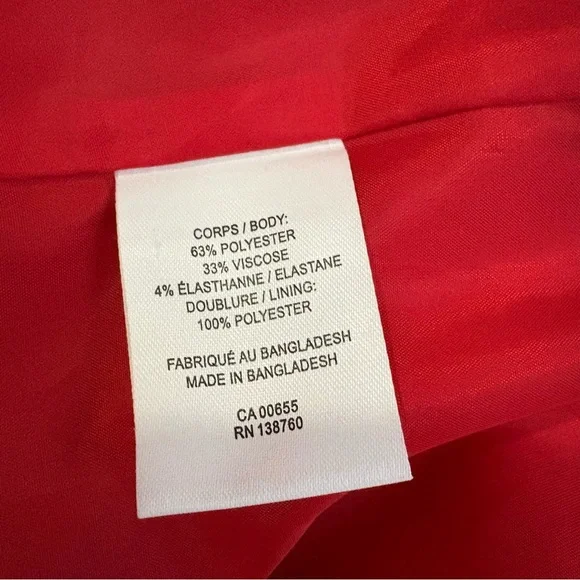 CORPS / BODY:
63% POLYESTER
33% VISCOSE
4% ÉLASTHANNE / ELASTANE
DOUBLURE / LINING:
100% POLYESTER
FABRIQUÉ AU BANGLADESH
MADE IN BANGLADESH
CA 00655
RN 138760